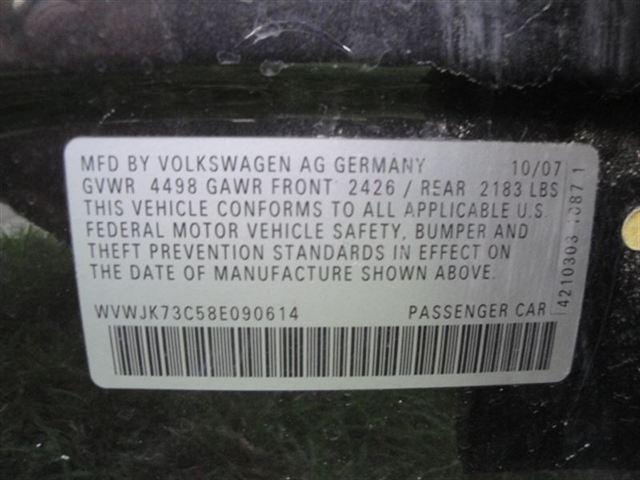 MFD BY VOLKSWAGEN AG GERMANY 10/07
GVWR 4498 GAWR FRONT 2426 / REAR 2183 LBS
THIS VEHICLE CONFORMS TO ALL APPLICABLE U.S.
FEDERAL MOTOR VEHICLE SAFETY, BUMPER AND
THEFT PREVENTION STANDARDS IN EFFECT ON
THE DATE OF MANUFACTURE SHOWN ABOVE.
WVWJK73C58E090614 PASSENGER CAR
4210303